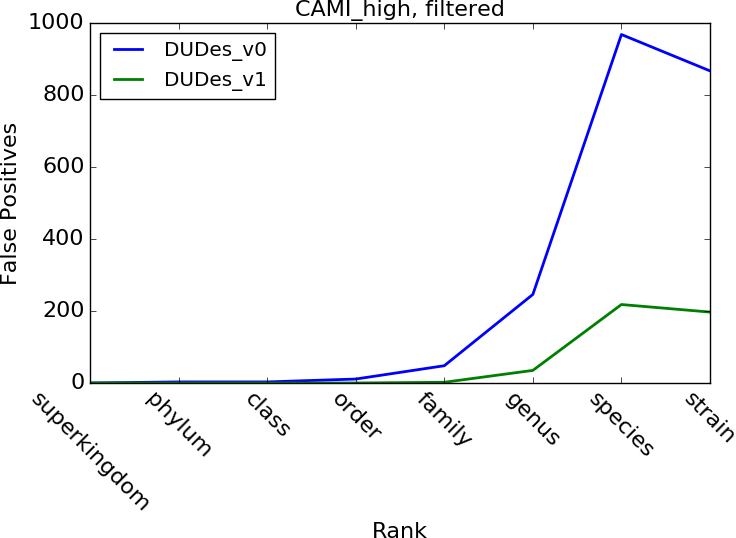 CAMI_high, filtered
DUDes_v0
DUDes_v1
False Positives
1000
800
600
400
200
0
superkingdom
phylum
class
order
family
genus
species
strain
Rank